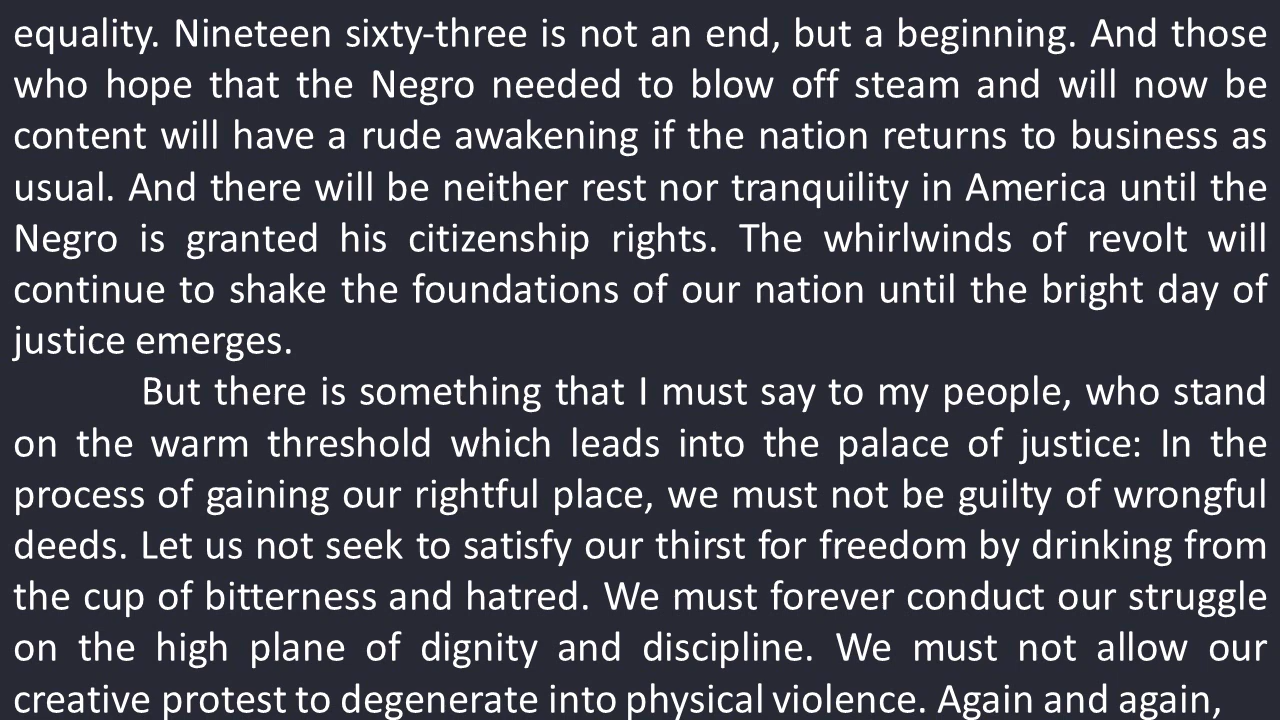 equality. Nineteen sixty-three is not an end, but a beginning. And those
who hope that the Negro needed to blow off steam and will now be
content will have a rude awakening if the nation returns to business as
usual. And there will be neither rest nor tranquility in America until the
Negro is granted his citizenship rights. The whirlwinds of revolt will
continue to shake the foundations of our nation until the bright day of
justice emerges.
But there is something that I must say to my people, who stand
on the warm threshold which leads into the palace of justice: In the
process of gaining our rightful place, we must not be guilty of wrongful
deeds. Let us not seek to satisfy our thirst for freedom by drinking from
the cup of bitterness and hatred. We must forever conduct our struggle
on the high plane of dignity and discipline. We must not allow our
creative protest to degenerate into physical violence. Again and again,